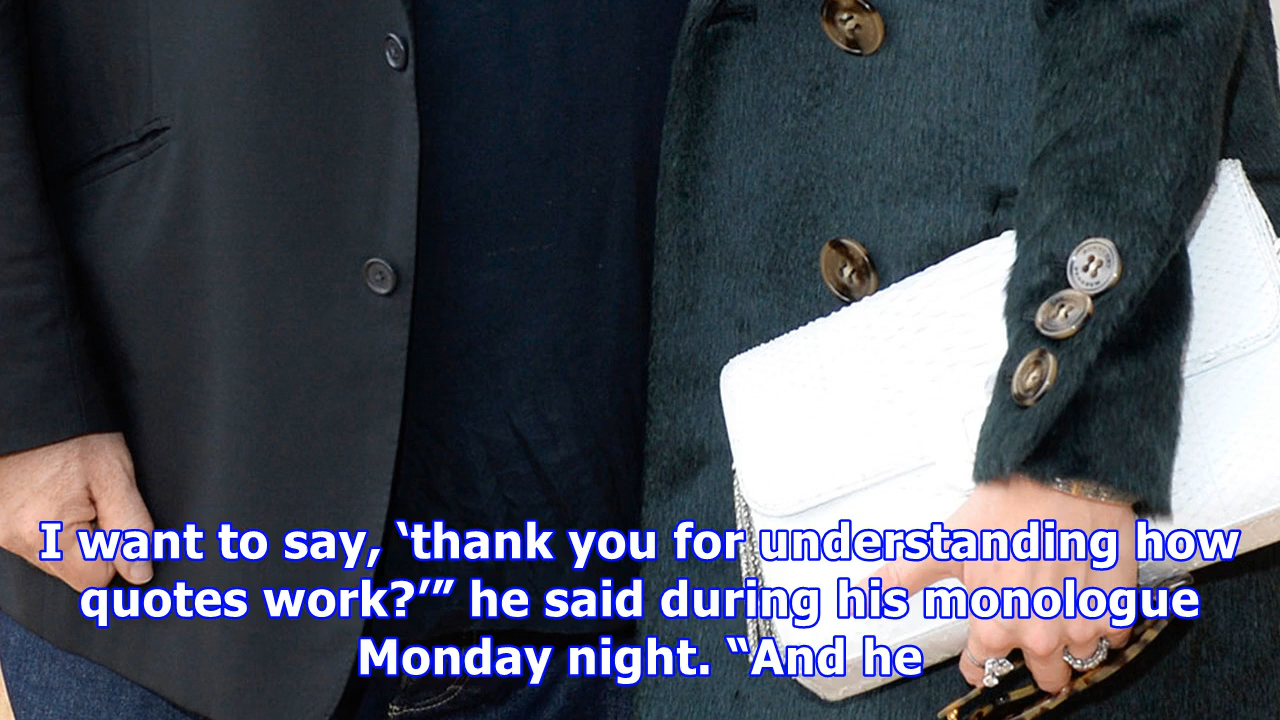 I want to say, ‘thank you for understanding how
quotes work?’” he said during his monologue
Monday night. “And he